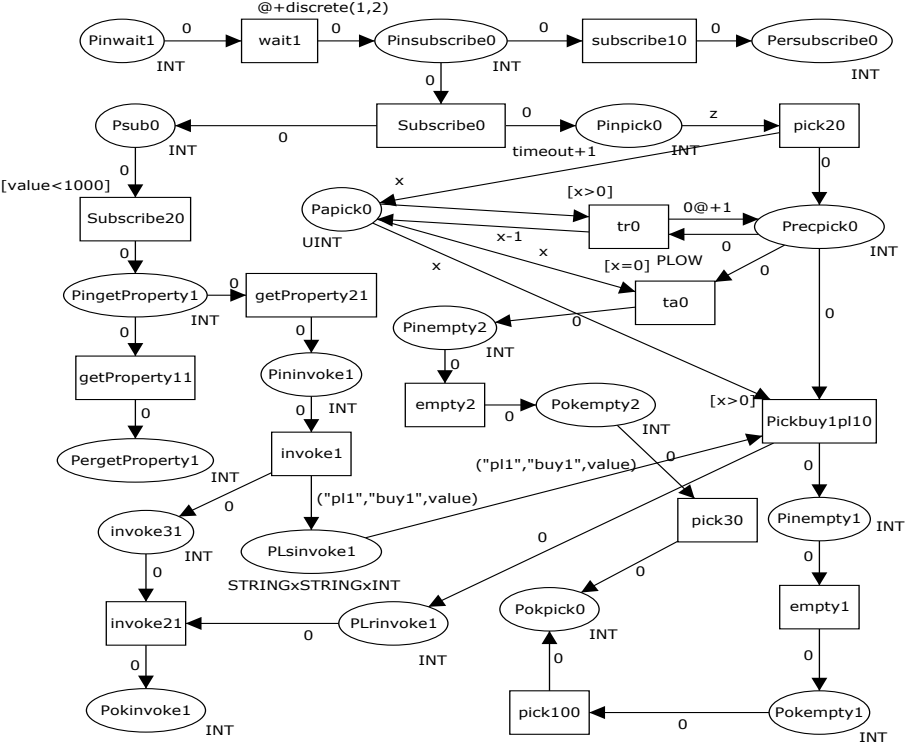 @+discrete(1,2)
Pinwait1 0 wait1 0 Pinsubscribe0 0 subscribe10 0 Persubscribe0
INT INT INT
0
Psub0 0 Subscribe0 0 Pinpick0 z pick20
INT timeout+1 INT
0 x 0
[value<1000] [x>0]
Subscribe20 Papick0 tr0 0@+1 Precpick0
UINT x-1 0 INT
PLOW
0 x x [x=0] 0
PingetProperty1 0 getProperty21 ta0
INT Pinempty2 0 0
INT
0 0 0
getProperty11 Pininvoke1 empty2 0 Pokempty2 [x>0] Pickbuy1pl10
INT INT
0 0
PergetProperty1 invoke1 ("pl1","buy1",value) 0 0
INT
0 ("pl1","buy1",value)
invoke31 pick30 Pinempty1
INT PLsinvoke1 0 INT
STRINGxSTRINGxINT
0 0 0
invoke21 0 PLrinvoke1 Pokpick0 empty1
INT INT
0 0 0
Pokinvoke1 pick100 0 Pokempty1
INT INT